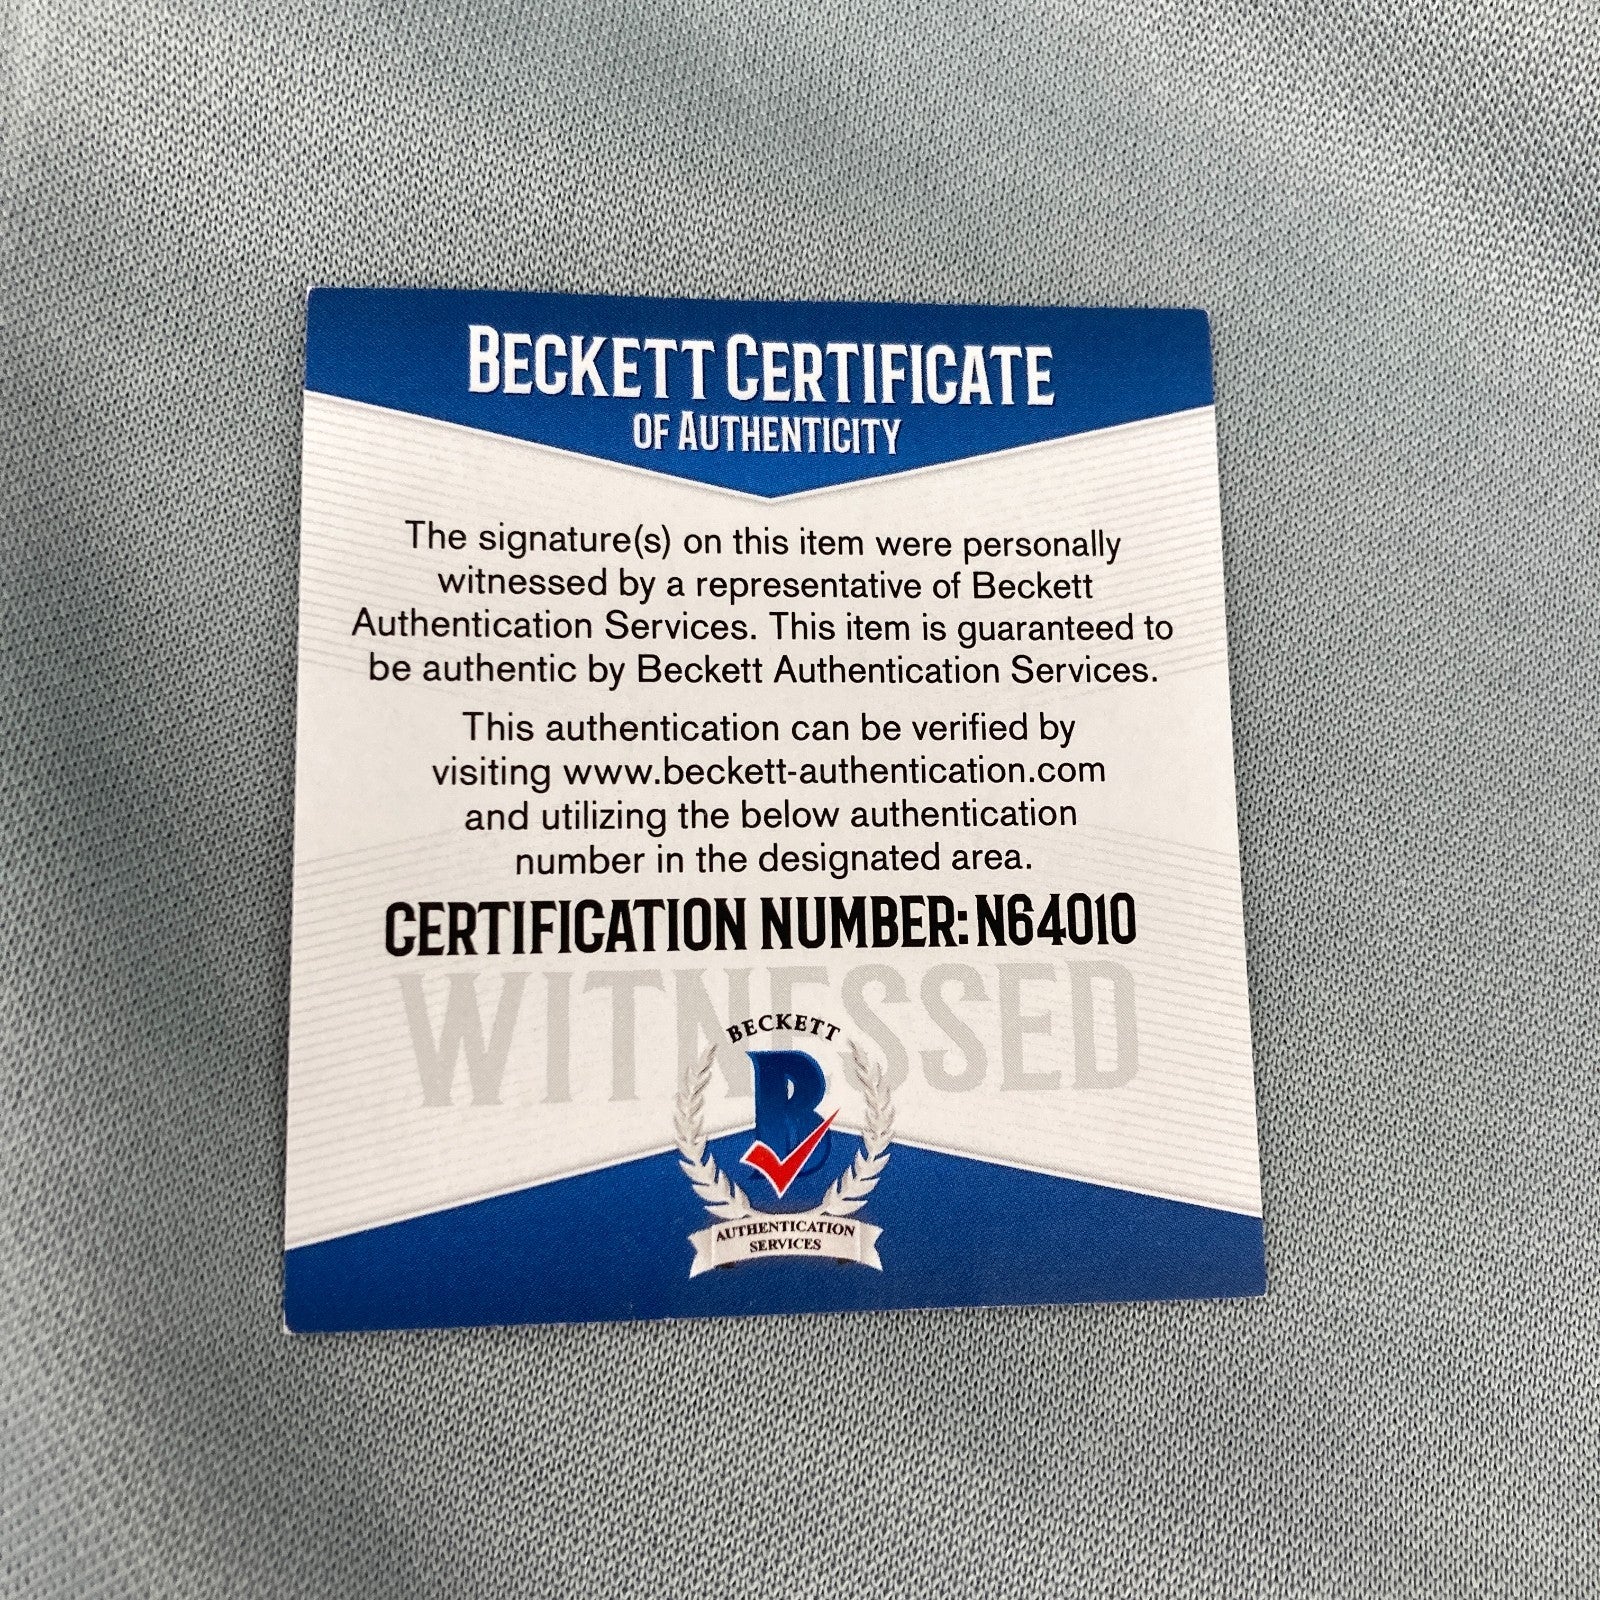 BECKETT CERTIFICATE
OF AUTHENTICITY
The signature(s) on this item were personally
witnessed by a representative of Beckett
Authentication Services. This item is guaranteed to
be authentic by Beckett Authentication Services.
This authentication can be verified by
visiting www.beckett-authentication.com
and utilizing the below authentication
number in the designated area.
CERTIFICATION NUMBER: N64010
WITNESSED
BECKETT
B
AUTHENTICATION
SERVICES